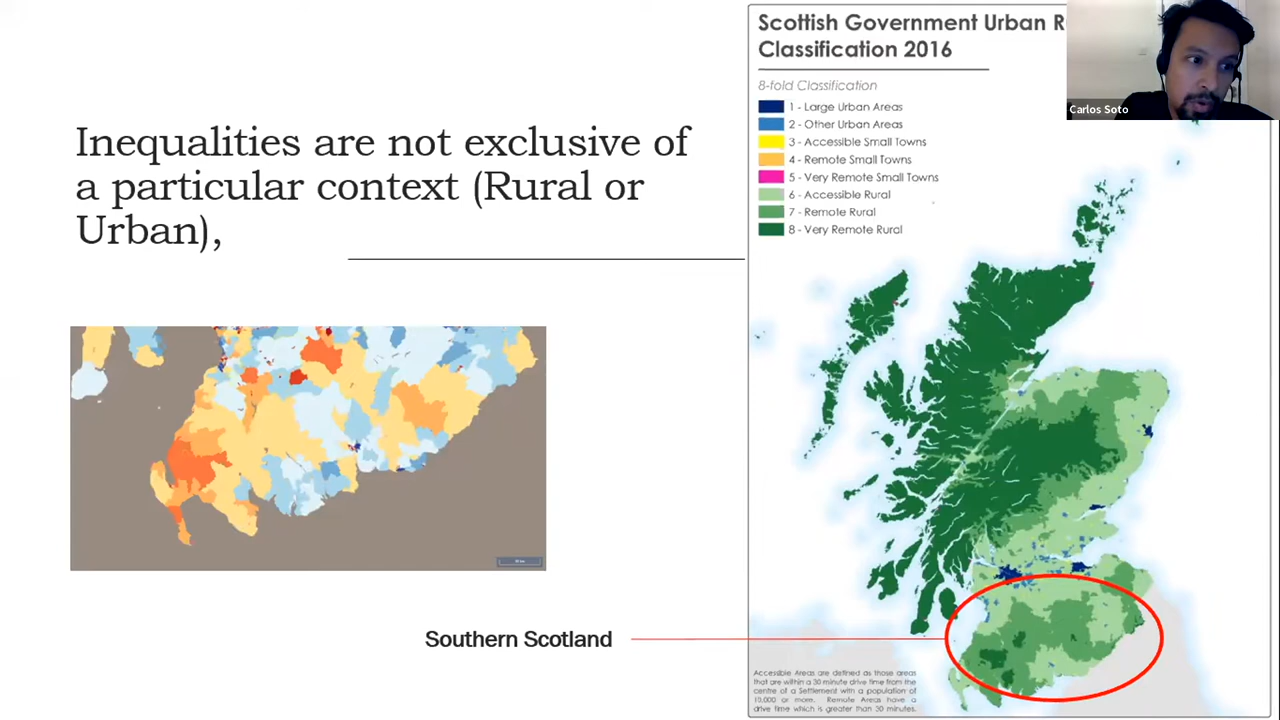 Inequalities are not exclusive of
a particular context (Rural or
Urban),
Southern Scotland
Scottish Government Urban R
Classification 2016
8-fold Classification
1 - Large Urban Areas
2 - Other Urban Areas
3 - Accessible Small Towns
4 - Remote Small Towns
5 - Very Remote Small Towns
6 - Accessible Rural
7 - Remote Rural
8 - Very Remote Rural
Accessible Areas are defined as those areas
that are within a 30 minute drive time from the
centre of a Settlement with a population of
10,000 or more. Remote Areas have a
drive time which is greater than 30 minutes.
Carlos Soto